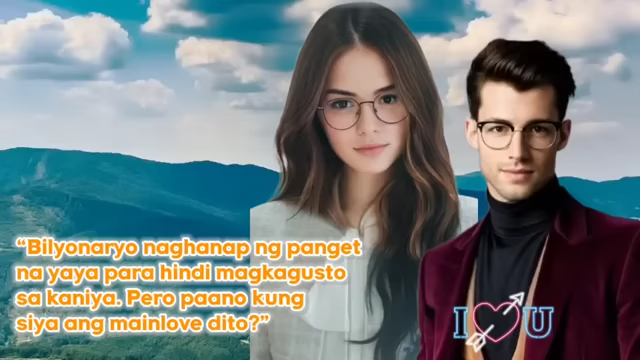 “Bilyonaryo naghanap ng panget
na yaya para hindi magkagusto
sa kaniya. Pero paano kung
siya ang mainlove dito?”
I U